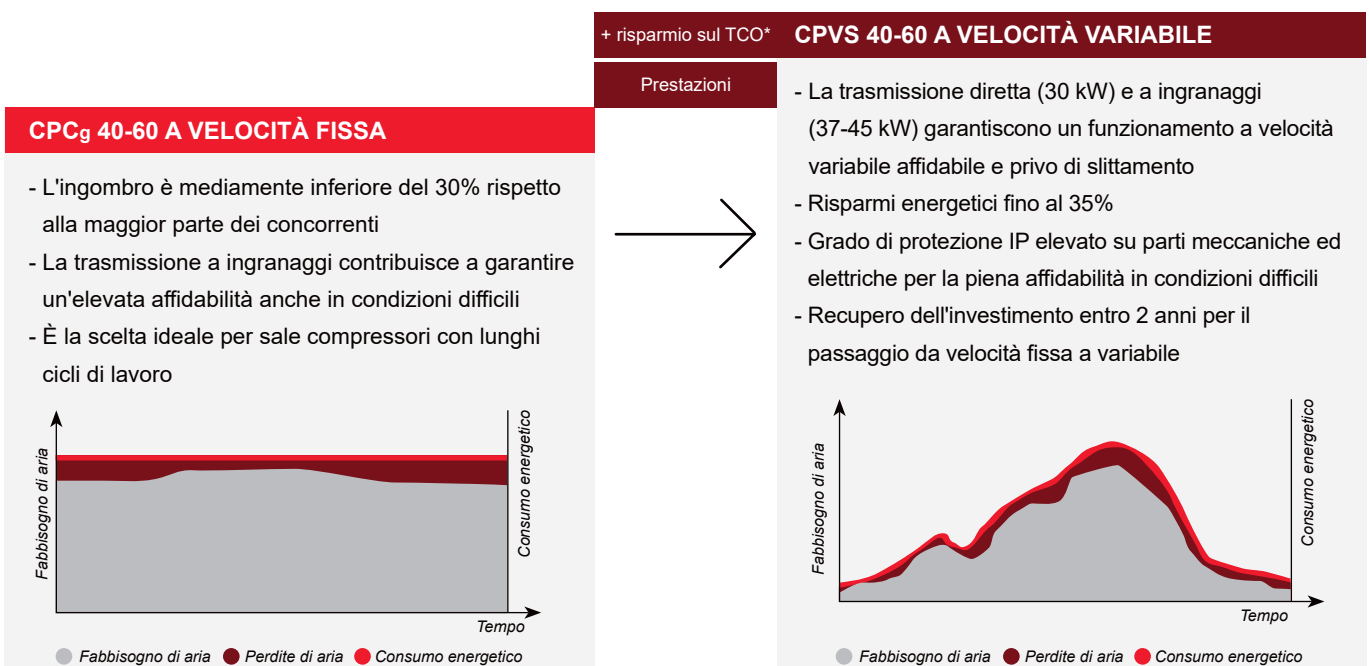 + risparmio sul TCO*
Prestazioni
CPCg 40-60 A VELOCITÀ FISSA
- L'ingombro è mediamente inferiore del 30% rispetto
alla maggior parte dei concorrenti
- La trasmissione a ingranaggi contribuisce a garantire
un'elevata affidabilità anche in condizioni difficili
- È la scelta ideale per sale compressori con lunghi
cicli di lavoro
Fabbisogno di aria
Consumo energetico
Tempo
Fabbisogno di aria Perdite di aria Consumo energetico
CPVS 40-60 A VELOCITÀ VARIABILE
- La trasmissione diretta (30 kW) e a ingranaggi
(37-45 kW) garantiscono un funzionamento a velocità
variabile affidabile e privo di slittamento
- Risparmi energetici fino al 35%
- Grado di protezione IP elevato su parti meccaniche ed
elettriche per la piena affidabilità in condizioni difficili
- Recupero dell'investimento entro 2 anni per il
passaggio da velocità fissa a variabile
Fabbisogno di aria
Consumo energetico
Tempo
Fabbisogno di aria Perdite di aria Consumo energetico